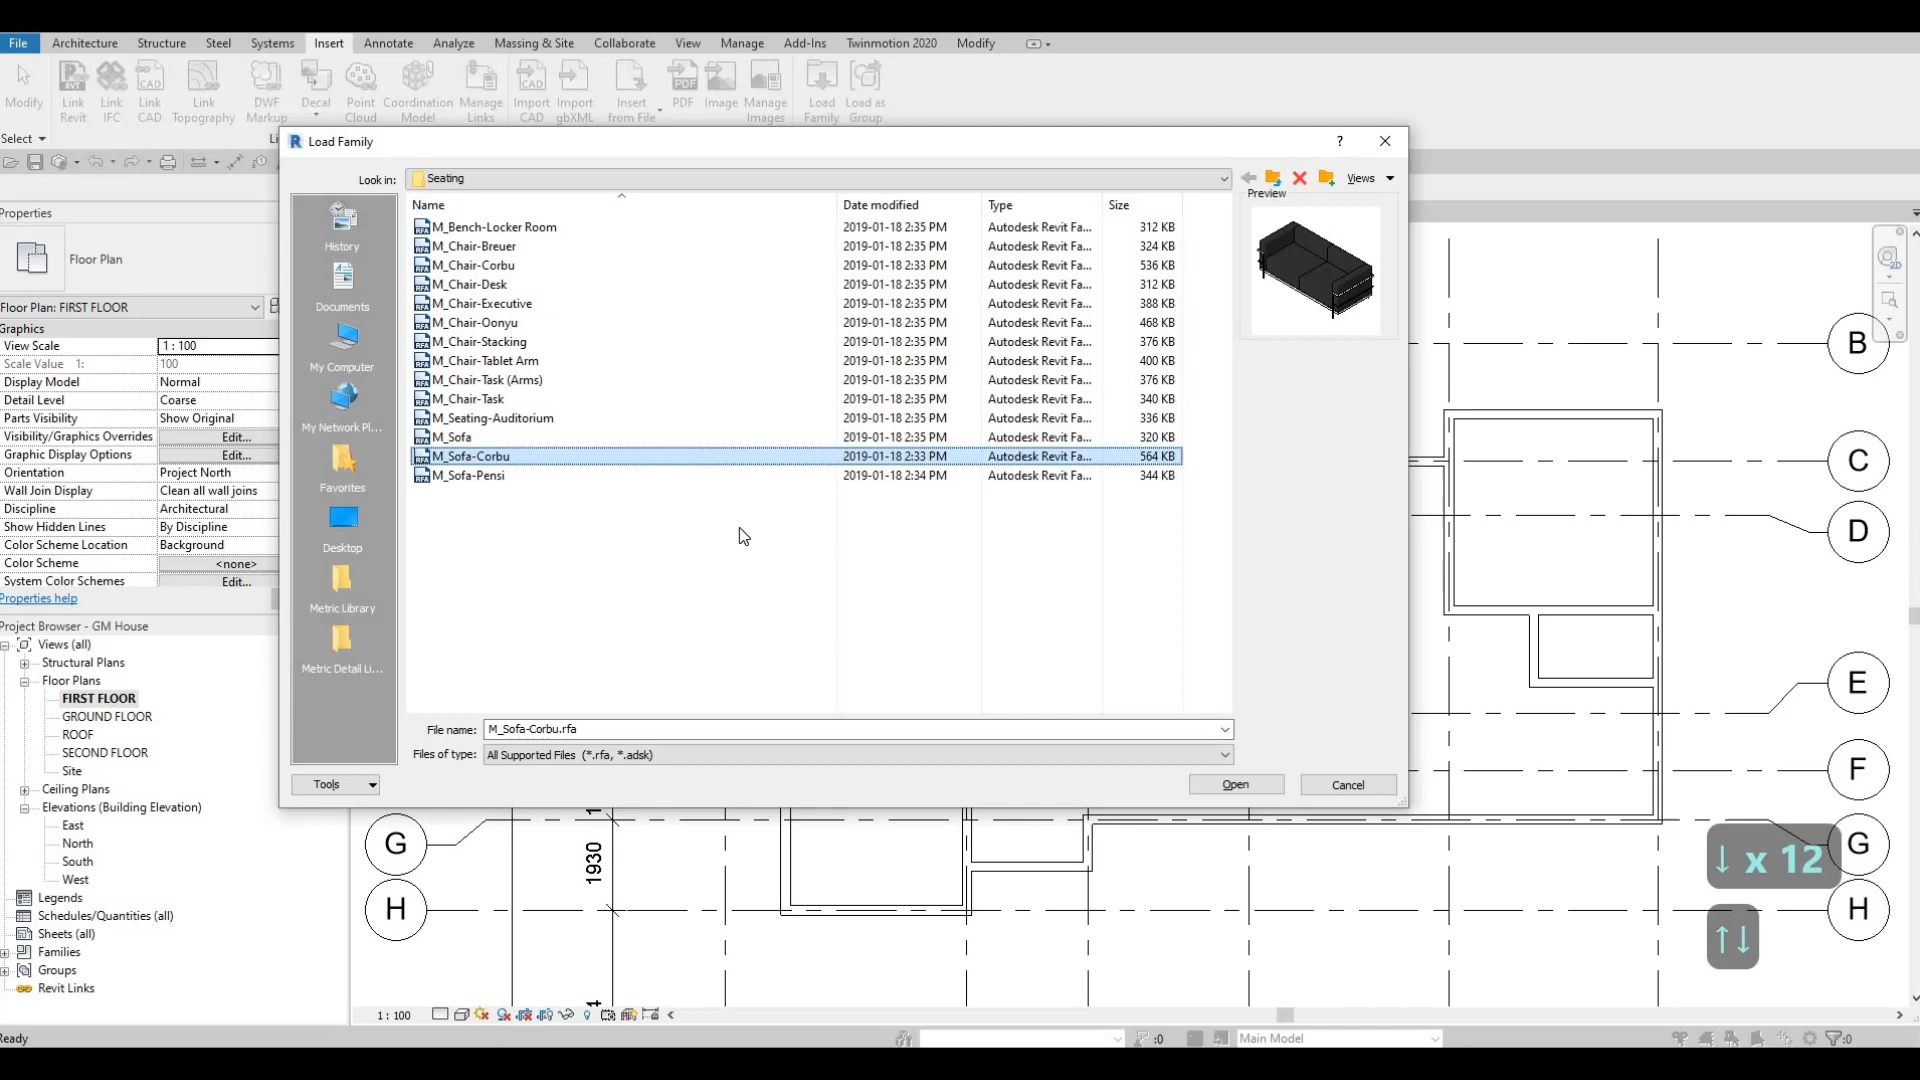 File Architecture Structure Steel Systems Insert Annotate Analyze Massing & Site Collaborate View Manage Add-Ins Twinmotion 2020 Modify
Modify
Link Revit
Link IFC
Link CAD
Link Topography
DWF Markup
Decal
Point Cloud
Coordination Model
Manage Links
Import CAD
Import gbXML
Insert from File
PDF
Image
Manage Images
Load Family
Load as Group
Select
Load Family
Look in: Seating
Views
Preview
Name Date modified Type Size
M_Bench-Locker Room 2019-01-18 2:35 PM Autodesk Revit Fa... 312 KB
M_Chair-Breuer 2019-01-18 2:35 PM Autodesk Revit Fa... 324 KB
M_Chair-Corbu 2019-01-18 2:33 PM Autodesk Revit Fa... 536 KB
M_Chair-Desk 2019-01-18 2:35 PM Autodesk Revit Fa... 312 KB
M_Chair-Executive 2019-01-18 2:35 PM Autodesk Revit Fa... 388 KB
M_Chair-Oonyu 2019-01-18 2:35 PM Autodesk Revit Fa... 468 KB
M_Chair-Stacking 2019-01-18 2:35 PM Autodesk Revit Fa... 376 KB
M_Chair-Tablet Arm 2019-01-18 2:35 PM Autodesk Revit Fa... 400 KB
M_Chair-Task (Arms) 2019-01-18 2:35 PM Autodesk Revit Fa... 376 KB
M_Chair-Task 2019-01-18 2:35 PM Autodesk Revit Fa... 340 KB
M_Seating-Auditorium 2019-01-18 2:35 PM Autodesk Revit Fa... 336 KB
M_Sofa 2019-01-18 2:35 PM Autodesk Revit Fa... 320 KB
M_Sofa-Corbu 2019-01-18 2:33 PM Autodesk Revit Fa... 564 KB
M_Sofa-Pensi 2019-01-18 2:34 PM Autodesk Revit Fa... 344 KB
History
Documents
My Computer
My Network Pl...
Favorites
Desktop
Metric Library
Metric Detail Li...
File name: M_Sofa-Corbu.rfa
Files of type: All Supported Files (*.rfa, *.adsk)
Tools Open Cancel
Properties
Floor Plan
Floor Plan: FIRST FLOOR
Graphics
View Scale 1 : 100
Scale Value 1: 100
Display Model Normal
Detail Level Coarse
Parts Visibility Show Original
Visibility/Graphics Overrides Edit...
Graphic Display Options Edit...
Orientation Project North
Wall Join Display Clean all wall joins
Discipline Architectural
Show Hidden Lines By Discipline
Color Scheme Location Background
Color Scheme <none>
System Color Schemes Edit...
Properties help
Project Browser - GM House
Views (all)
Structural Plans
Floor Plans
FIRST FLOOR
GROUND FLOOR
ROOF
SECOND FLOOR
Site
Ceiling Plans
Elevations (Building Elevation)
East
North
South
West
Legends
Schedules/Quantities (all)
Sheets (all)
Families
Groups
Revit Links
B
C
D
E
F
G
H
G
H
1930
↓ x 12
↑↓
1 : 100
Ready
:0
Main Model
:0